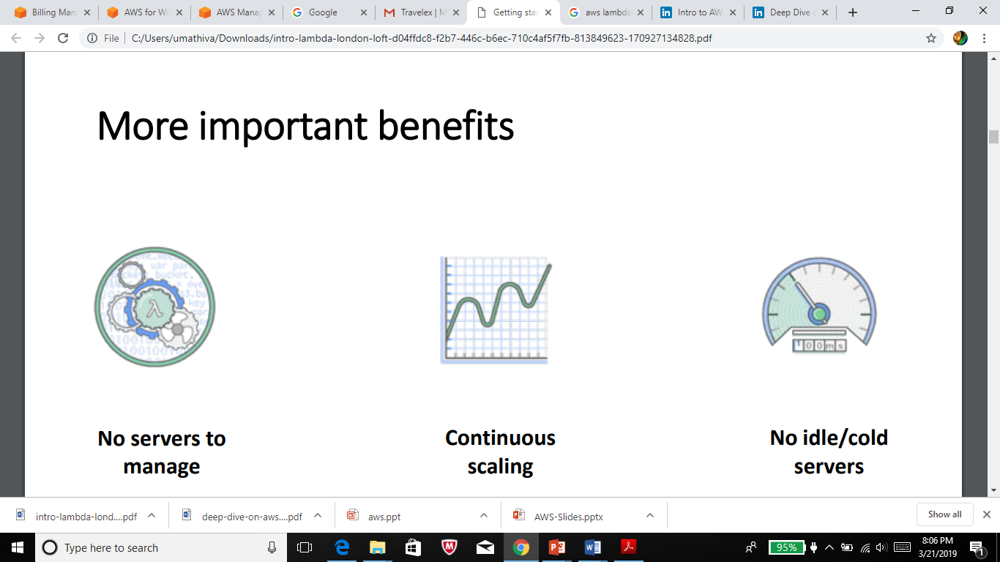 Billing Man
AWS for Wi
AWS Manag
Google
Travelex | M
Getting star
aws lambda
Intro to AW
Deep Dive o
File | C:/Users/umathiva/Downloads/intro-lambda-london-loft-d04ffdc8-f2b7-446c-b6ec-710c4af5f7fb-813849623-170927134828.pdf
More important benefits
λ
100ms
No servers to
manage
Continuous
scaling
No idle/cold
servers
intro-lambda-lond....pdf
deep-dive-on-aws....pdf
aws.ppt
AWS-Slides.pptx
Show all
Type here to search
95%
8:06 PM
3/21/2019
1